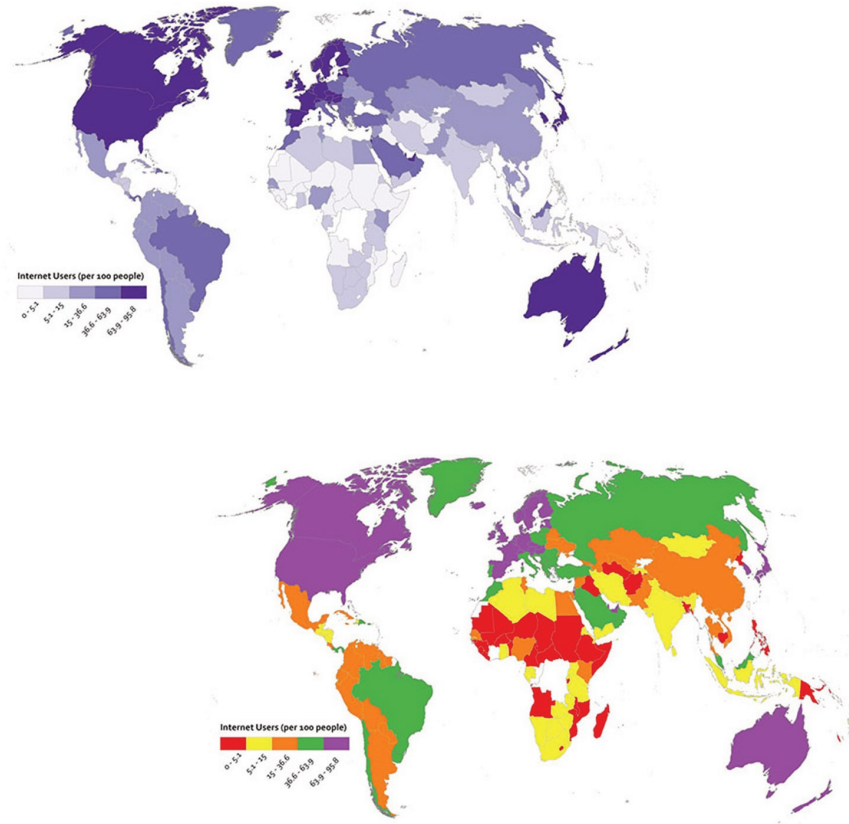 Internet Users (per 100 people)
0 - 5.1
5.1 - 15
15 - 36.6
36.6 - 63.9
63.9 - 95.8
Internet Users (per 100 people)
0 - 5.1
5.1 - 15
15 - 36.6
36.6 - 63.9
63.9 - 95.8